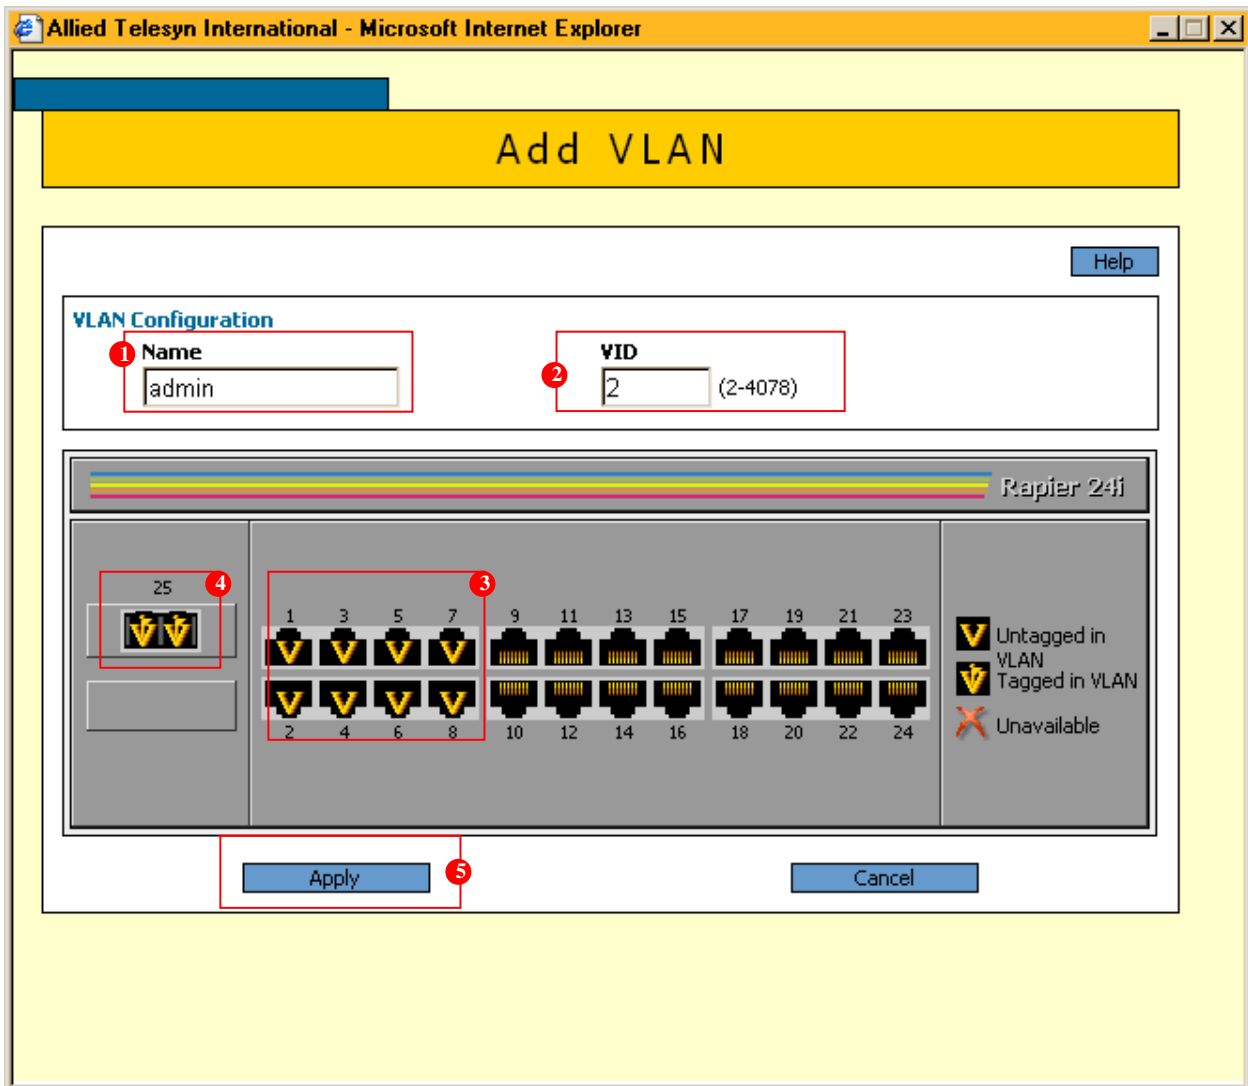 Allied Telesyn International - Microsoft Internet Explorer
Add VLAN
Help
VLAN Configuration
1 Name
admin
2 VID
2 (2-4078)
Rapier 24i
25 4
3
1 3 5 7 9 11 13 15 17 19 21 23
2 4 6 8 10 12 14 16 18 20 22 24
Untagged in
VLAN
Tagged in VLAN
Unavailable
Apply 5
Cancel